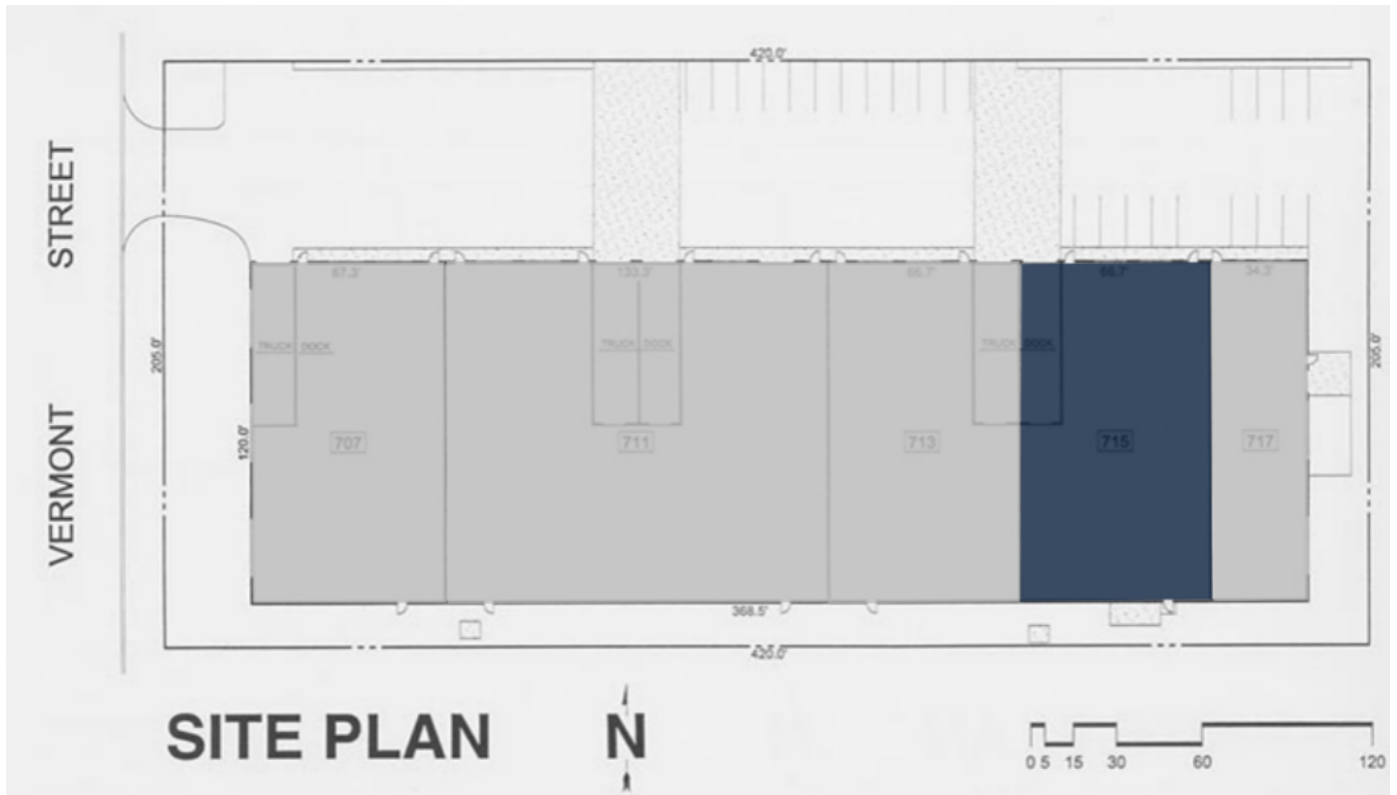 420.0'
STREET
67.3'
133.3'
66.7'
66.7'
34.3'
TRUCK DOCK
TRUCK DOCK
TRUCK DOCK
205.0'
205.0'
120.0'
707
711
713
715
717
VERMONT
368.5'
420.0'
SITE PLAN
N
0 5 15 30 60 120